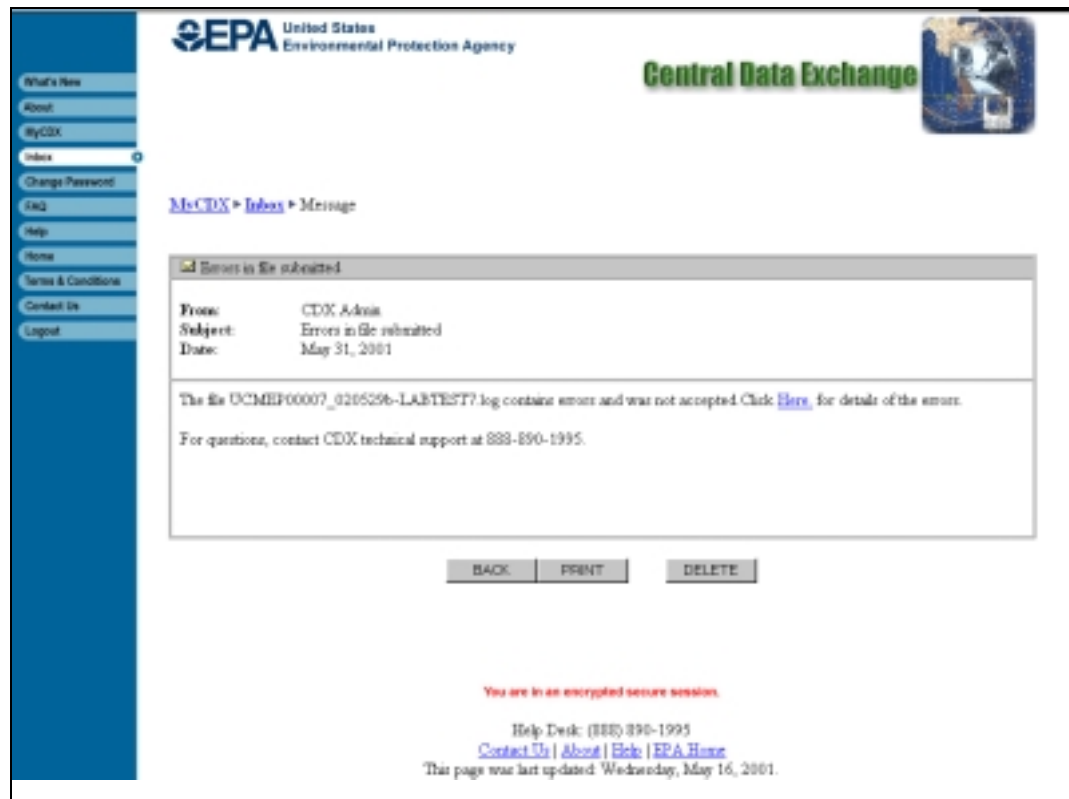 EPA United States
Environmental Protection Agency
Central Data Exchange
What's New
About
MyCDX
Inbox
Change Password
FAQ
Help
Home
Terms & Conditions
Contact Us
Logout
MyCDX ▸ Inbox ▸ Message
Errors in file submitted
From: CDX Admin
Subject: Errors in file submitted
Date: May 31, 2001
The file UCMEP00007_020529b-LABTEST7.log contains errors and was not accepted. Click Here, for details of the errors.
For questions, contact CDX technical support at 888-890-1995.
BACK PRINT DELETE
You are in an encrypted secure session.
Help Desk: (888) 890-1995
Contact Us | About | Help | EPA Home
This page was last updated: Wednesday, May 16, 2001.